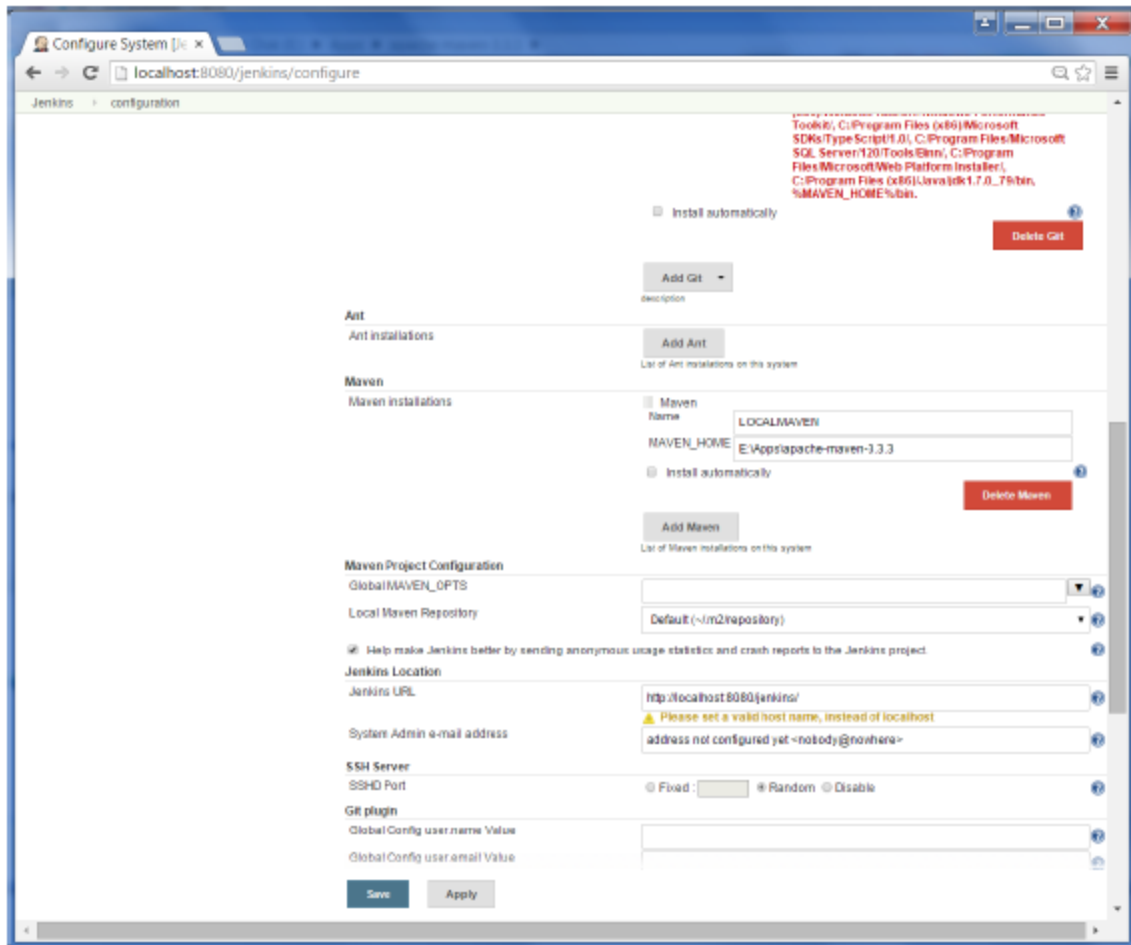 Configure System [Je
localhost:8080/jenkins/configure
Jenkins
configuration
Toolkit/, C:/Program Files (x86)/Microsoft
SDKs/TypeScript/1.0/, C:/Program Files/Microsoft
SQL Server/120/Tools/Binn/, C:/Program
Files/Microsoft/Web Platform Installer/,
C:/Program Files (x86)/Java/jdk1.7.0_79/bin,
%MAVEN_HOME%/bin.
Install automatically
Delete Git
Add Git
description
Ant
Ant installations
Add Ant
List of Ant installations on this system
Maven
Maven installations
Maven
Name
LOCALMAVEN
MAVEN_HOME
E:\Apps\apache-maven-3.3.3
Install automatically
Delete Maven
Add Maven
List of Maven installations on this system
Maven Project Configuration
Global MAVEN_OPTS
Local Maven Repository
Default (~/.m2/repository)
Help make Jenkins better by sending anonymous usage statistics and crash reports to the Jenkins project.
Jenkins Location
Jenkins URL
http://localhost:8080/jenkins/
Please set a valid host name, instead of localhost
System Admin e-mail address
address not configured yet <nobody@nowhere>
SSH Server
SSHD Port
Fixed : Random Disable
Git plugin
Global Config user.name Value
Global Config user.email Value
Save Apply